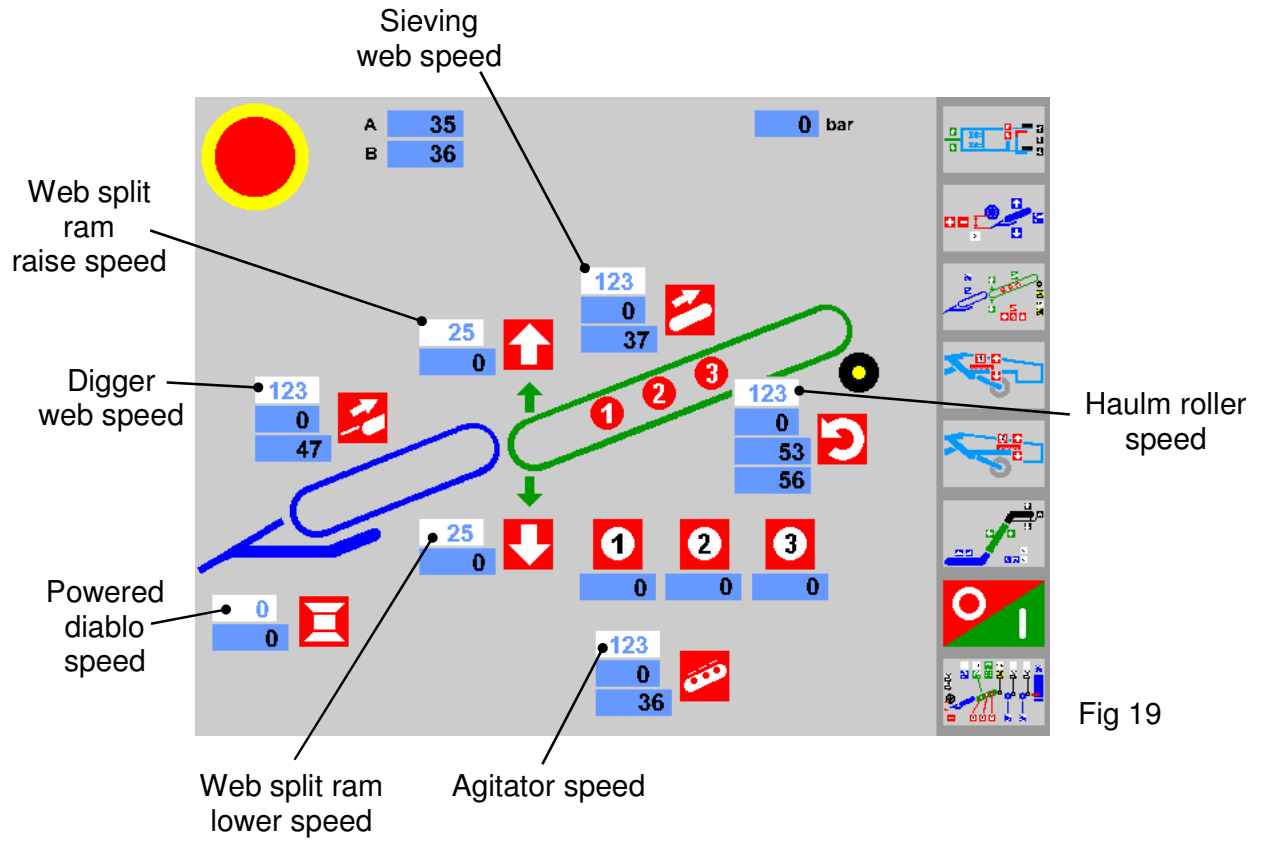 Sieving
web speed
A 35
B 36
0 bar
Web split
ram
raise speed
123
0
37
25
0
Digger
web speed
123
0
47
1
2
3
123
0
53
56
Haulm roller
speed
25
0
1
2
3
0
0
0
Powered
diablo
speed
0
0
123
0
36
Fig 19
Web split ram
lower speed
Agitator speed